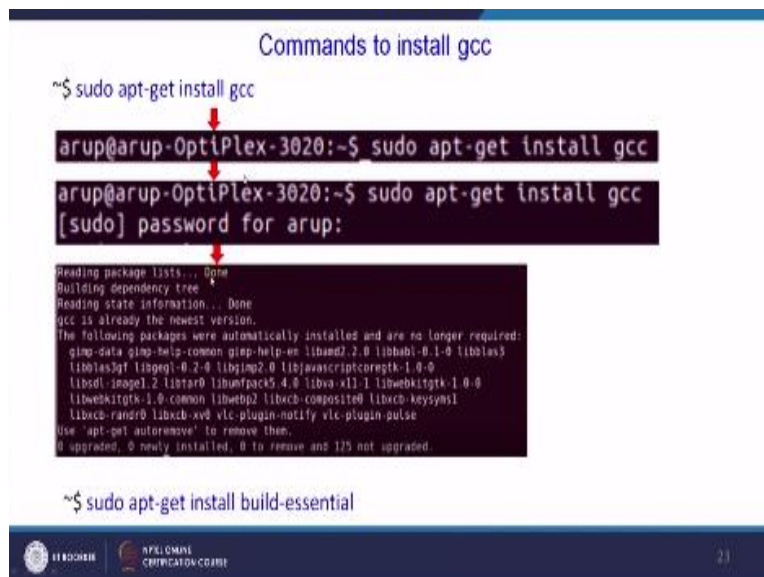 Commands to install gcc
~$ sudo apt-get install gcc
arup@arup-OptiPlex-3020:~$ sudo apt-get install gcc
arup@arup-OptiPlex-3020:~$ sudo apt-get install gcc
[sudo] password for arup:
Reading package lists... Done
Building dependency tree
Reading state information... Done
gcc is already the newest version.
The following packages were automatically installed and are no longer required:
gimp-data gimp-help-common gimp-help-en libamd2.2.0 libbabl-0.1-0 libblas3
libblas3gf libgegl-0.2-0 libgimp2.0 libjavascriptcoregtk-1.0-0
libsdl-image1.2 libtar0 libumfpack5.4.0 libva-x11-1 libwebkitgtk-1.0-0
libwebkitgtk-1.0-common libwebp2 libxcb-composite0 libxcb-keysyms1
libxcb-randr0 libxcb-xv0 vlc-plugin-notify vlc-plugin-pulse
Use 'apt-get autoremove' to remove them.
0 upgraded, 0 newly installed, 0 to remove and 125 not upgraded.
~$ sudo apt-get install build-essential
IIT ROORKEE
NPTEL ONLINE
CERTIFICATION COURSE
23